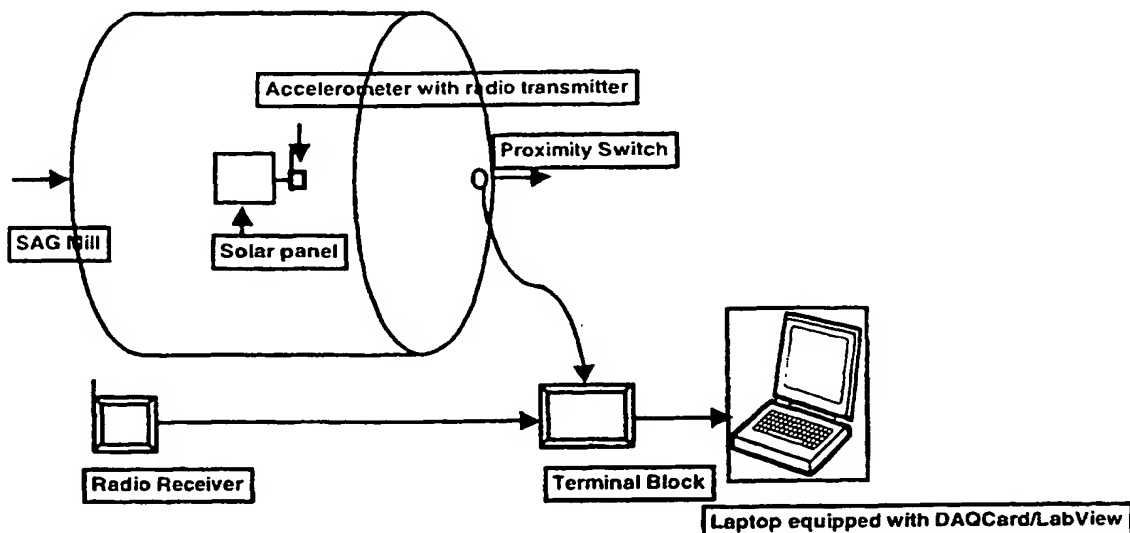 Accelerometer with radio transmitter
Proximity Switch
SAG Mill
Solar panel
Radio Receiver
Terminal Block
Laptop equipped with DAQCard/LabView